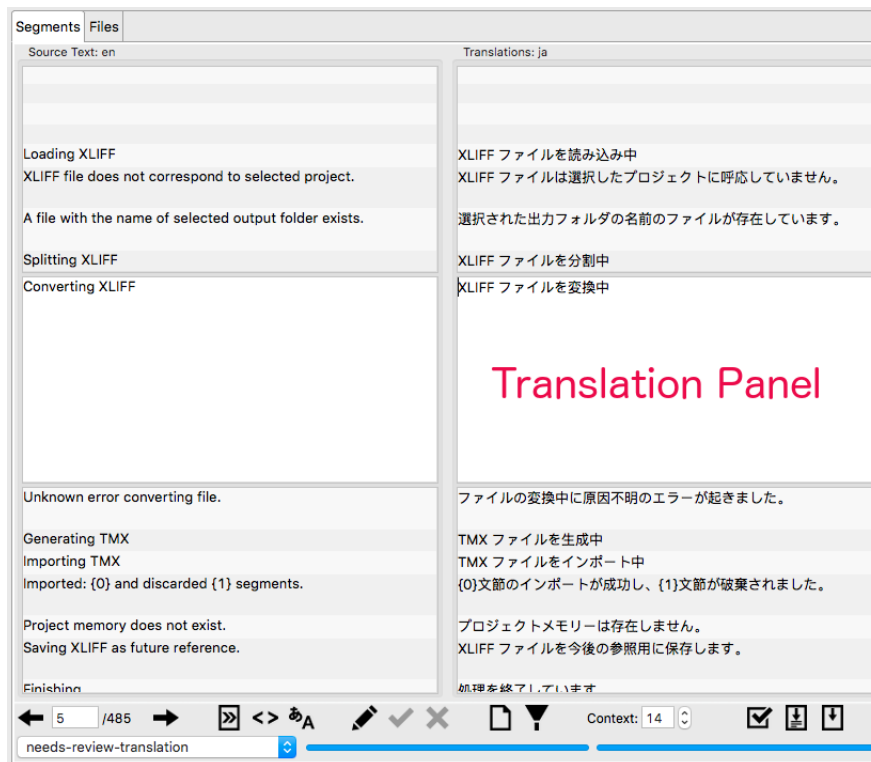 Segments Files
Source Text: en Translations: ja
Loading XLIFF XLIFF ファイルを読み込み中
XLIFF file does not correspond to selected project. XLIFF ファイルは選択したプロジェクトに呼応していません。
A file with the name of selected output folder exists. 選択された出力フォルダの名前のファイルが存在しています。
Splitting XLIFF XLIFF ファイルを分割中
Converting XLIFF XLIFF ファイルを変換中
Translation Panel
Unknown error converting file. ファイルの変換中に原因不明のエラーが起きました。
Generating TMX TMX ファイルを生成中
Importing TMX TMX ファイルをインポート中
Imported: {0} and discarded {1} segments. {0}文節のインポートが成功し、{1}文節が破棄されました。
Project memory does not exist. プロジェクトメモリーは存在しません。
Saving XLIFF as future reference. XLIFF ファイルを今後の参照用に保存します。
Finishing 処理を終了しています
5 /485 <> あA Context: 14
needs-review-translation